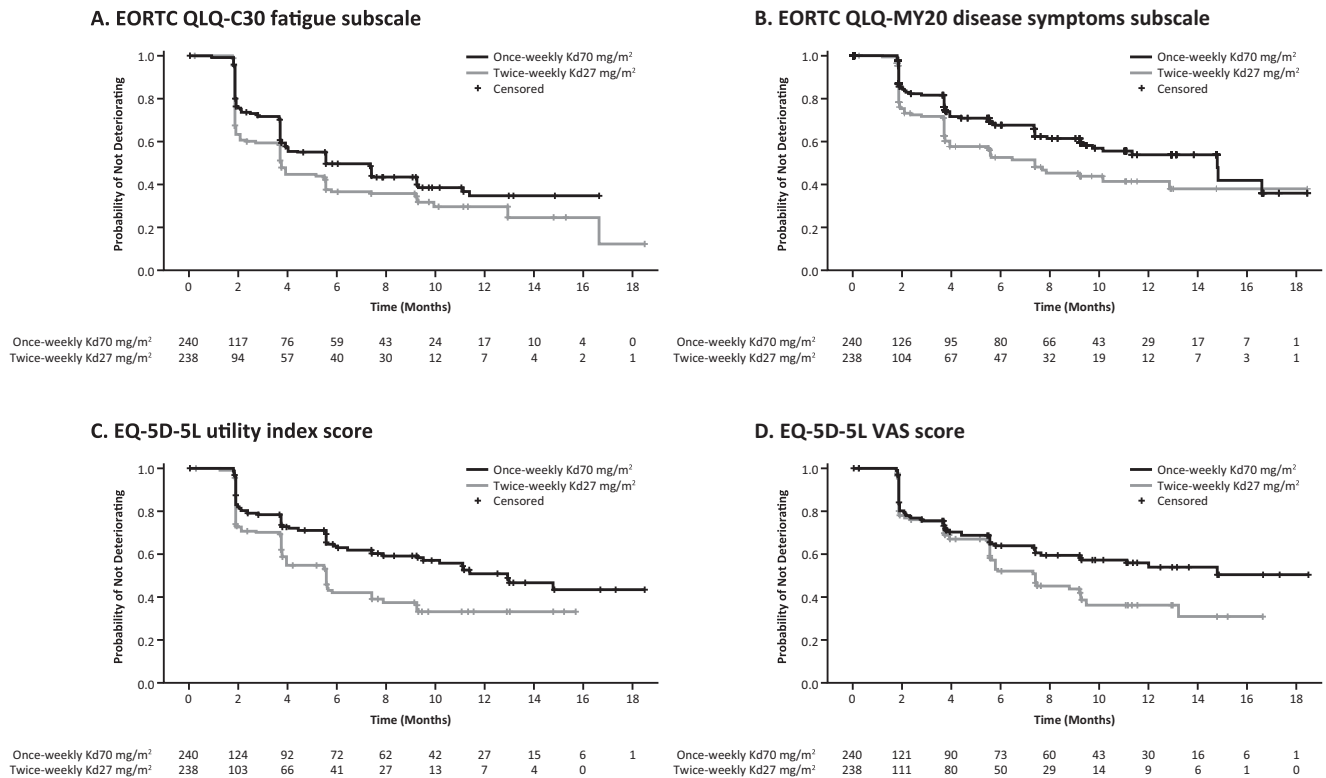 A. EORTC QLQ-C30 fatigue subscale
Probability of Not Deteriorating
1.0
0.8
0.6
0.4
0.2
0.0
Once-weekly Kd70 mg/m²
Twice-weekly Kd27 mg/m²
Censored
0 2 4 6 8 10 12 14 16 18
Time (Months)
Once-weekly Kd70 mg/m² 240 117 76 59 43 24 17 10 4 0
Twice-weekly Kd27 mg/m² 238 94 57 40 30 12 7 4 2 1
B. EORTC QLQ-MY20 disease symptoms subscale
Probability of Not Deteriorating
1.0
0.8
0.6
0.4
0.2
0.0
Once-weekly Kd70 mg/m²
Twice-weekly Kd27 mg/m²
Censored
0 2 4 6 8 10 12 14 16 18
Time (Months)
Once-weekly Kd70 mg/m² 240 126 95 80 66 43 29 17 7 1
Twice-weekly Kd27 mg/m² 238 104 67 47 32 19 12 7 3 1
C. EQ-5D-5L utility index score
Probability of Not Deteriorating
1.0
0.8
0.6
0.4
0.2
0.0
Once-weekly Kd70 mg/m²
Twice-weekly Kd27 mg/m²
Censored
0 2 4 6 8 10 12 14 16 18
Time (Months)
Once-weekly Kd70 mg/m² 240 124 92 72 62 42 27 15 6 1
Twice-weekly Kd27 mg/m² 238 103 66 41 27 13 7 4 0
D. EQ-5D-5L VAS score
Probability of Not Deteriorating
1.0
0.8
0.6
0.4
0.2
0.0
Once-weekly Kd70 mg/m²
Twice-weekly Kd27 mg/m²
Censored
0 2 4 6 8 10 12 14 16 18
Time (Months)
Once-weekly Kd70 mg/m² 240 121 90 73 60 43 30 16 6 1
Twice-weekly Kd27 mg/m² 238 111 80 50 29 14 9 6 1 0